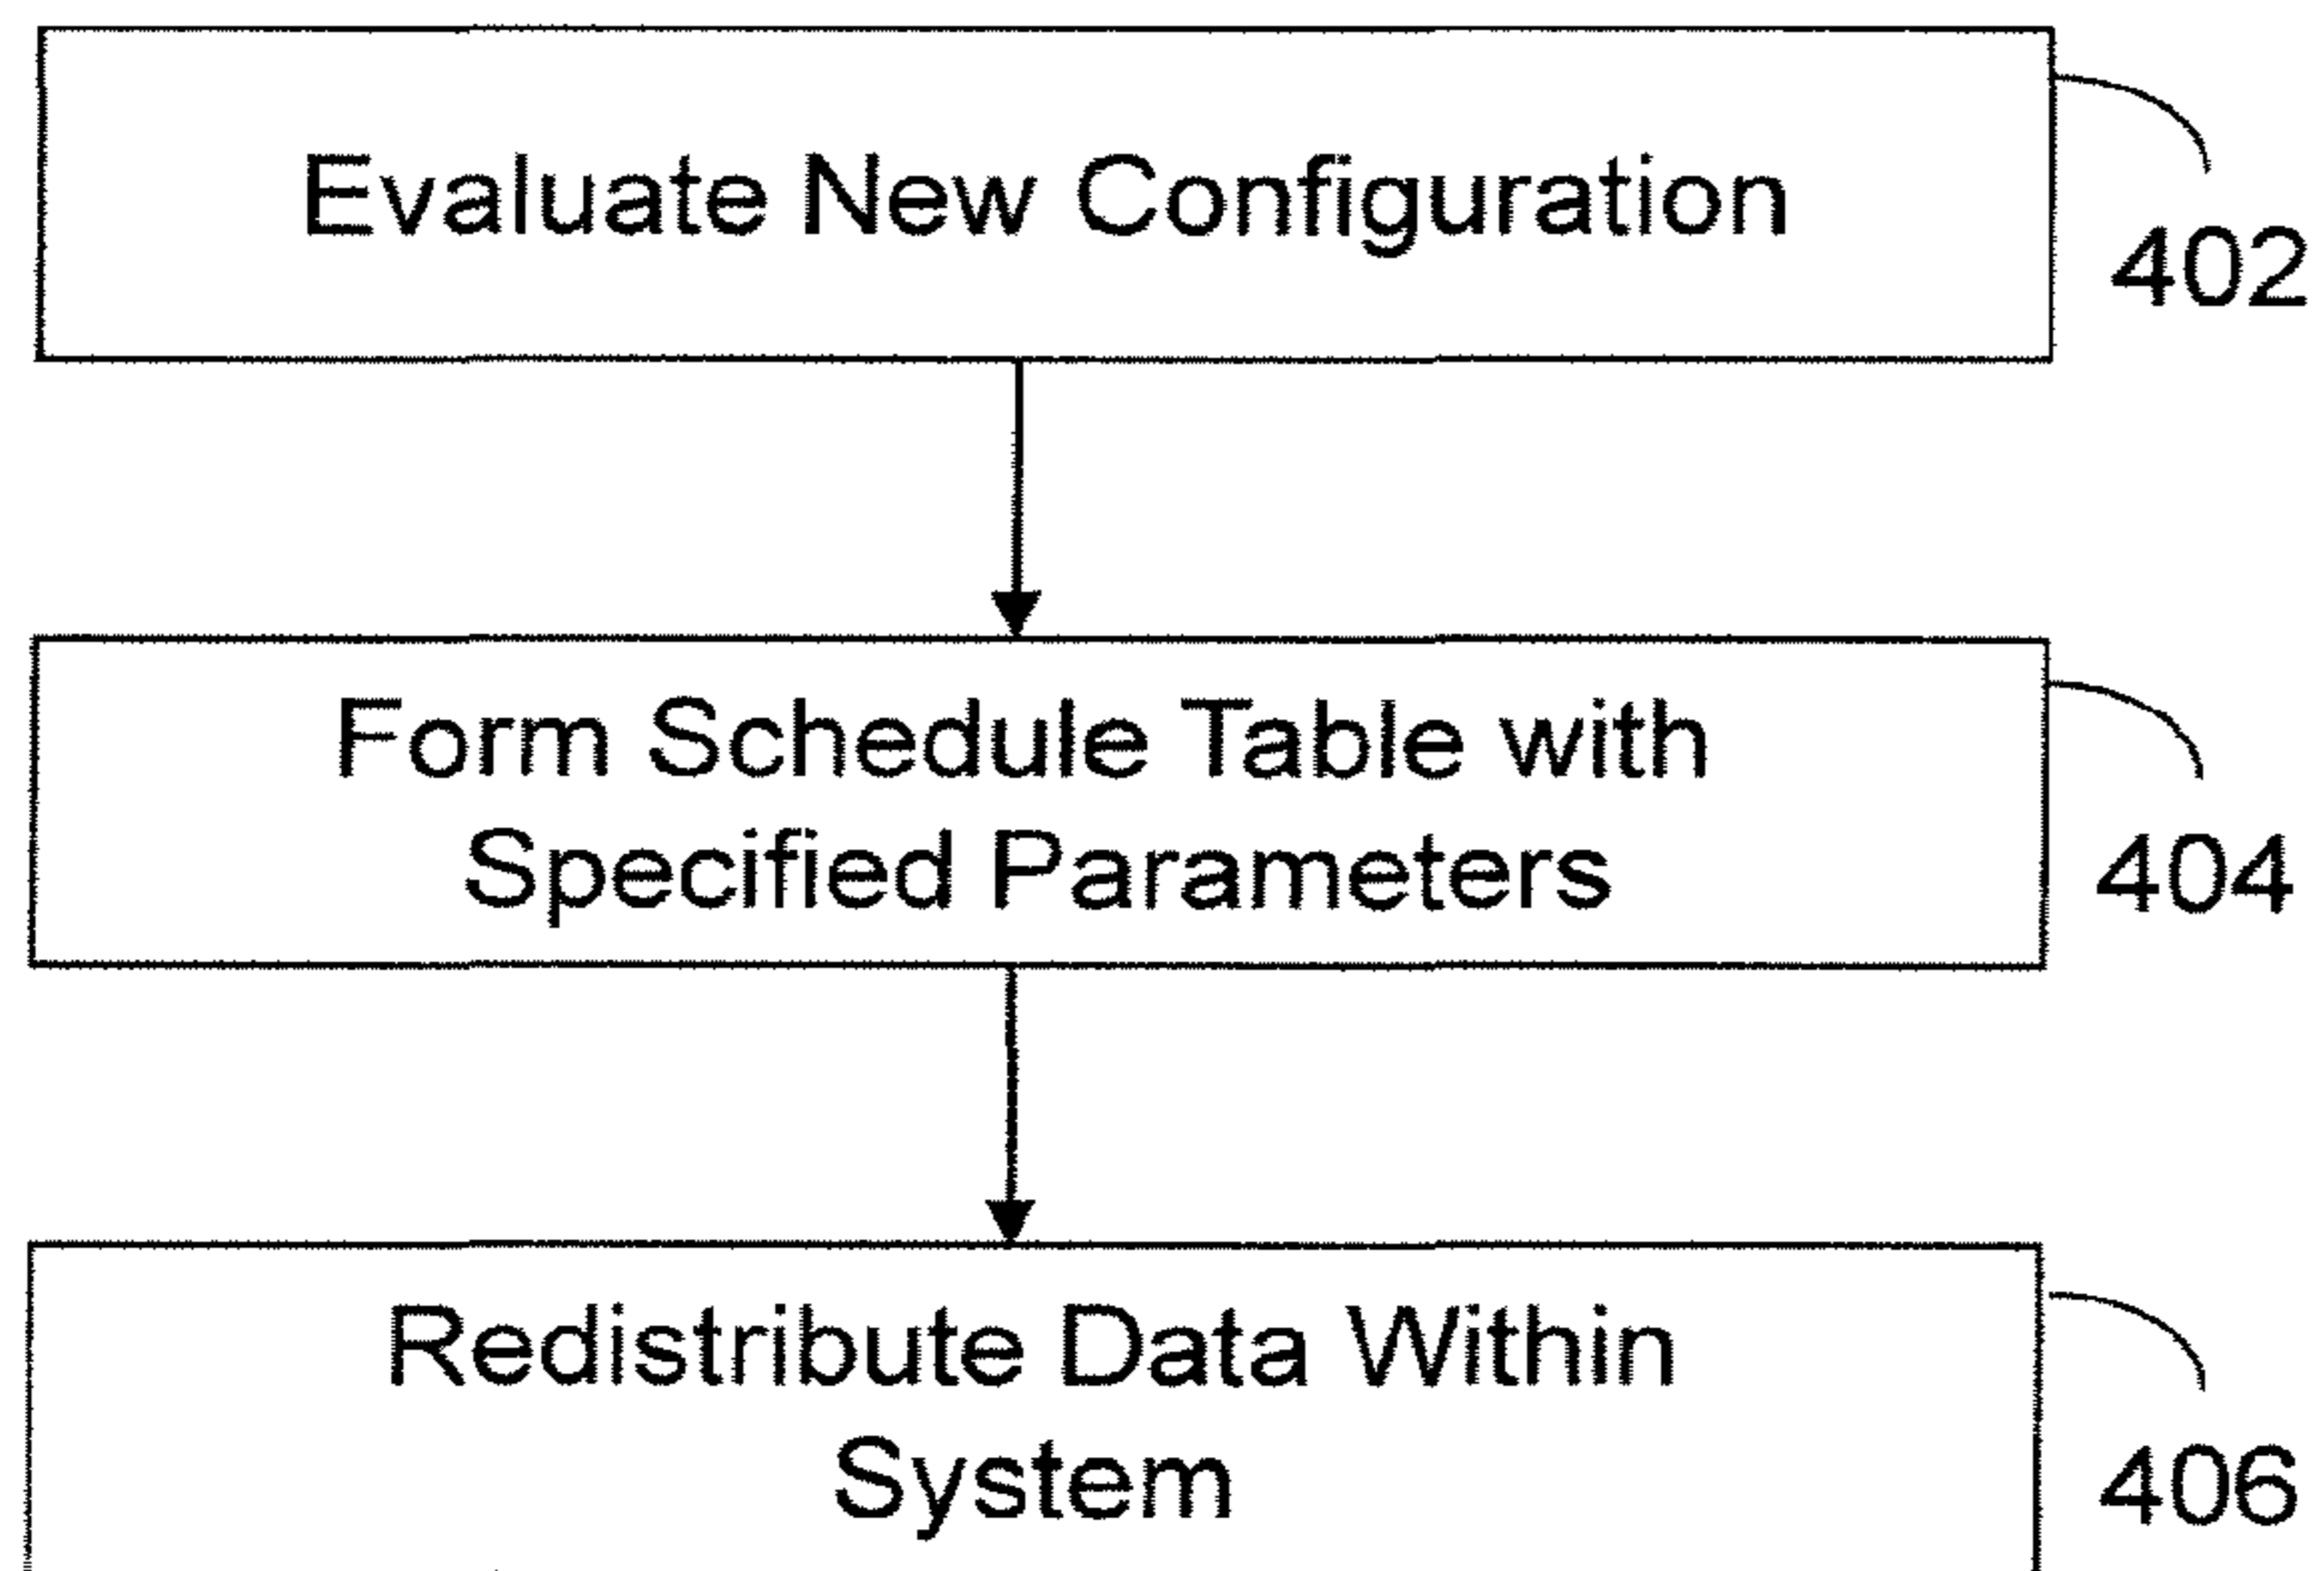 Evaluate New Configuration
402
Form Schedule Table with
Specified Parameters
404
Redistribute Data Within
System
406